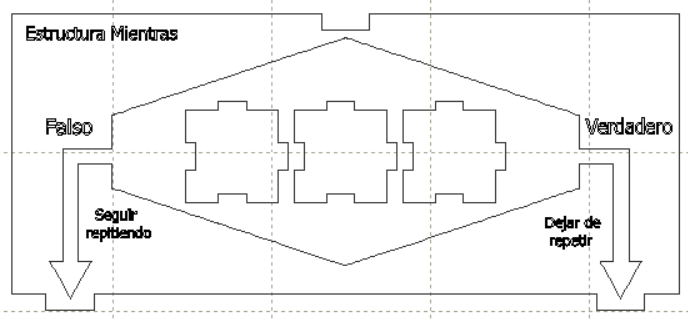 Estructura Mientras
Falso
Verdadero
Seguir
repitiendo
Dejar de
repetir